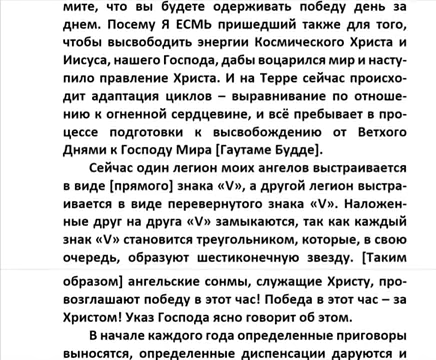 мите, что вы будете одерживать победу день за
днем. Посему Я ЕСМЬ пришедший также для того,
чтобы высвободить энергии Космического Христа и
Иисуса, нашего Господа, дабы воцарился мир и насту-
пило правление Христа. И на Терре сейчас происхо-
дит адаптация циклов – выравнивание по отноше-
нию к огненной сердцевине, и всё пребывает в про-
цессе подготовки к высвобождению от Ветхого
Днями к Господу Мира [Гаутаме Будде].
Сейчас один легион моих ангелов выстраивается
в виде [прямого] знака «V», а другой легион выстра-
ивается в виде перевернутого знака «V». Наложен-
ные друг на друга «V» замыкаются, так как каждый
знак «V» становится треугольником, которые, в свою
очередь, образуют шестиконечную звезду. [Таким
образом] ангельские сонмы, служащие Христу, про-
возглашают победу в этот час! Победа в этот час – за
Христом! Указ Господа ясно говорит об этом.
В начале каждого года определенные приговоры
выносятся, определенные диспенсации даруются и